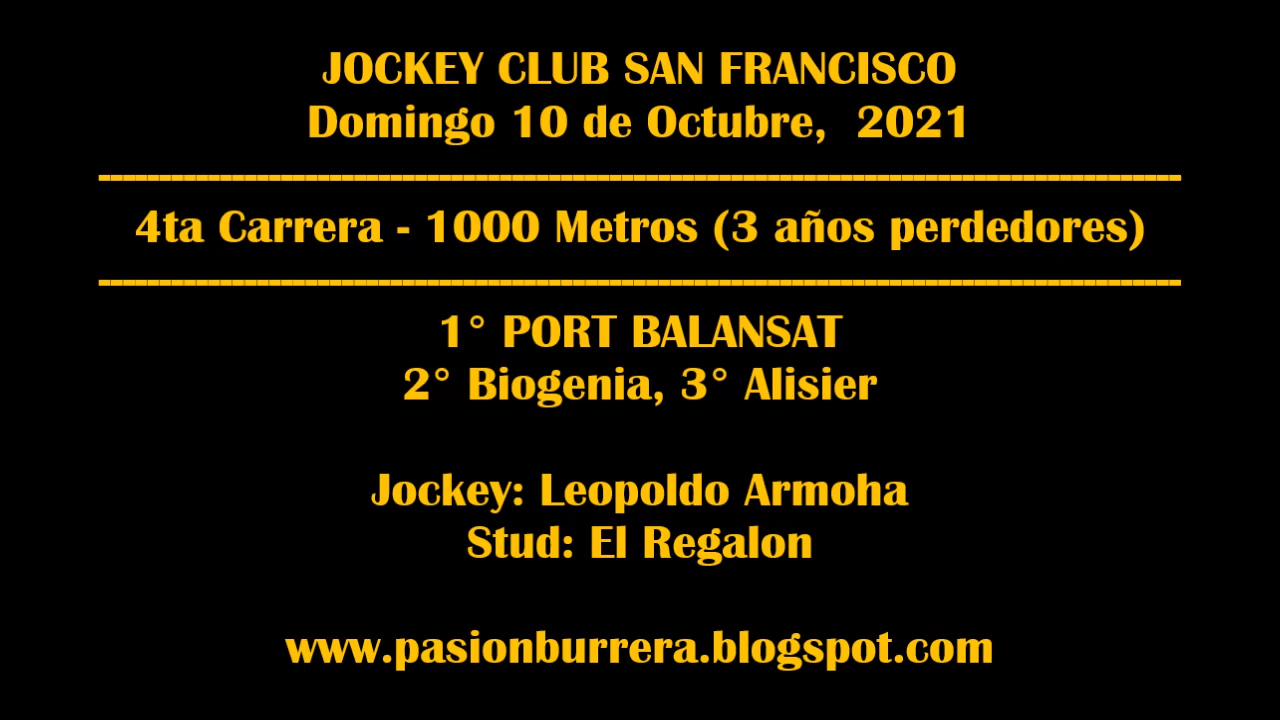 JOCKEY CLUB SAN FRANCISCO
Domingo 10 de Octubre,  2021
4ta Carrera - 1000 Metros (3 años perdedores)
1° PORT BALANSAT
2° Biogenia, 3° Alisier
Jockey: Leopoldo Armoha
Stud: El Regalon
www.pasionburrera.blogspot.com